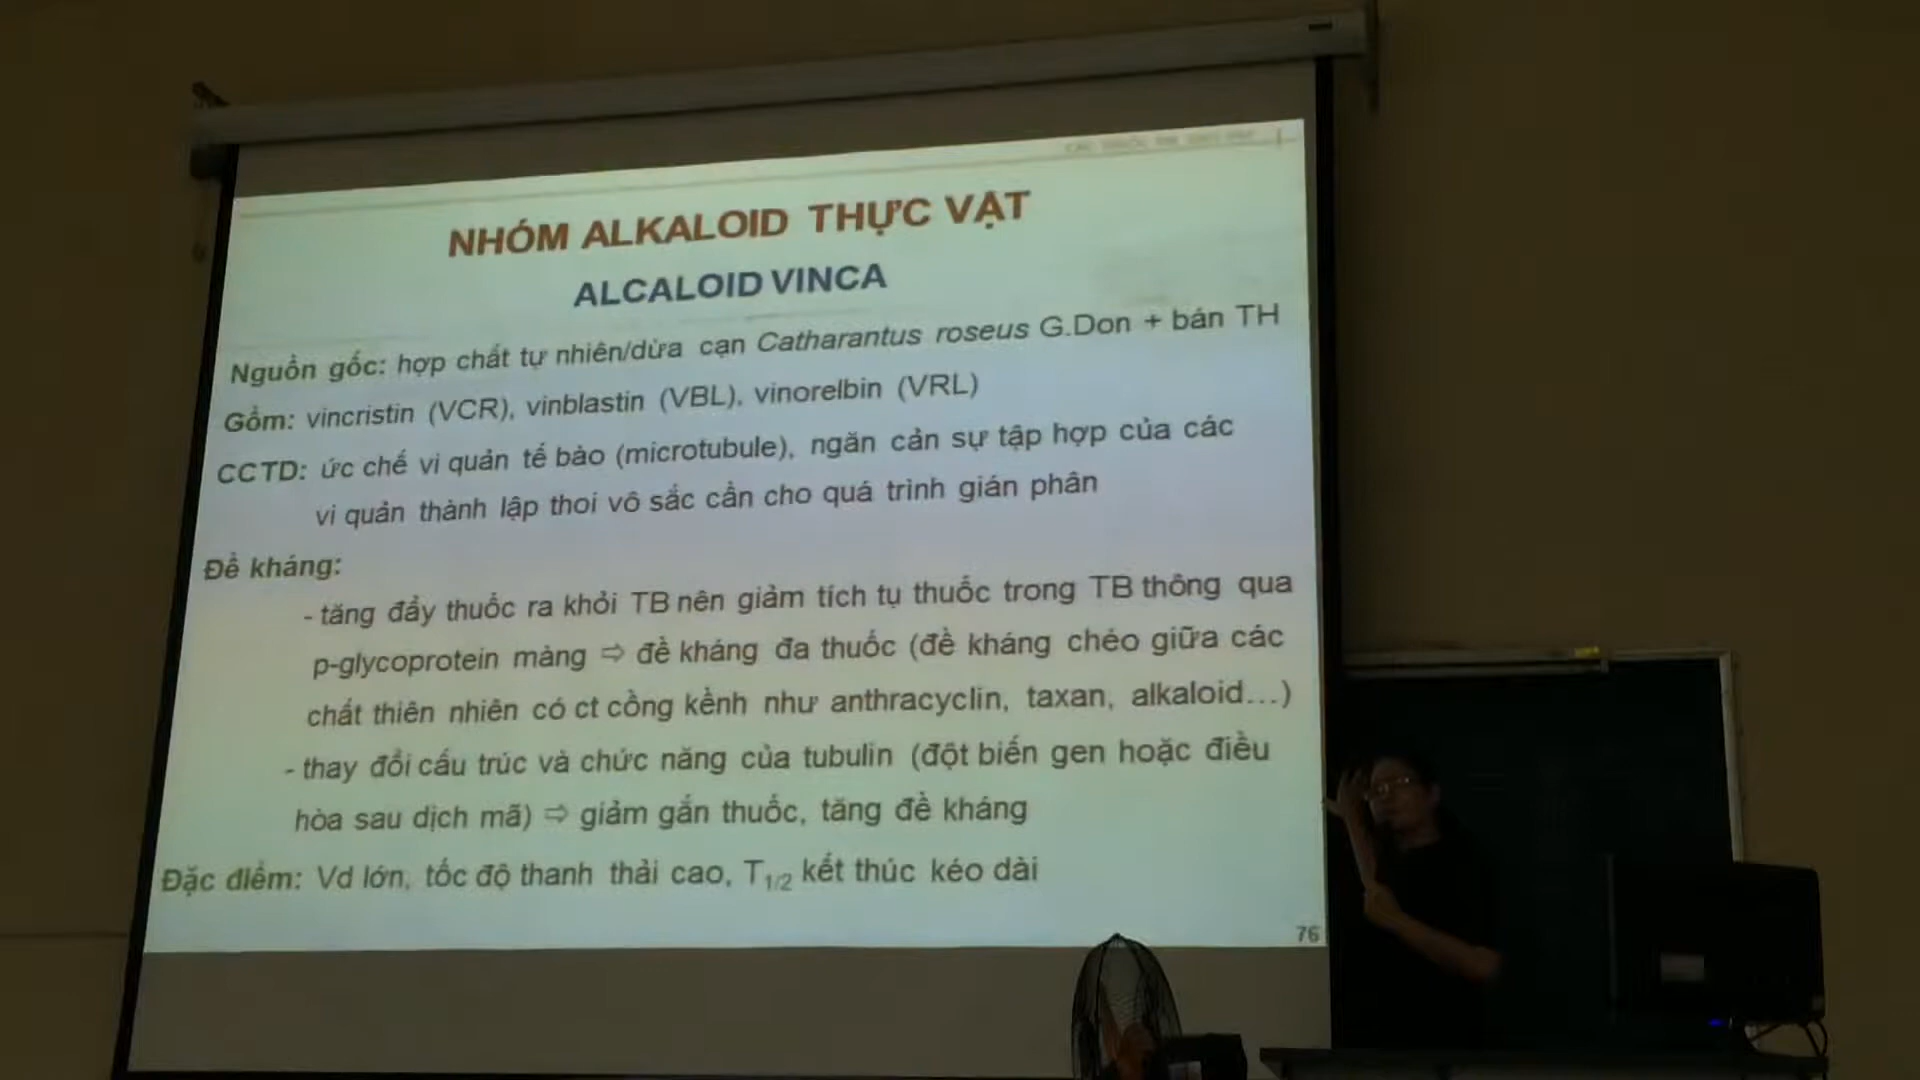 NHÓM ALKALOID THỰC VẬT
ALCALOID VINCA
Nguồn gốc: hợp chất tự nhiên/dừa cạn Catharantus roseus G.Don + bán TH
Gồm: vincristin (VCR), vinblastin (VBL), vinorelbin (VRL)
CCTD: ức chế vi quản tế bào (microtubule), ngăn cản sự tập hợp của các
vi quản thành lập thoi vô sắc cần cho quá trình gián phân
Đề kháng:
- tăng đẩy thuốc ra khỏi TB nên giảm tích tụ thuốc trong TB thông qua
p-glycoprotein màng ⇨ đề kháng đa thuốc (đề kháng chéo giữa các
chất thiên nhiên có ct cồng kềnh như anthracyclin, taxan, alkaloid...)
- thay đổi cấu trúc và chức năng của tubulin (đột biến gen hoặc điều
hòa sau dịch mã) ⇨ giảm gắn thuốc, tăng đề kháng
Đặc điểm: Vd lớn, tốc độ thanh thải cao, T1/2 kết thúc kéo dài
76